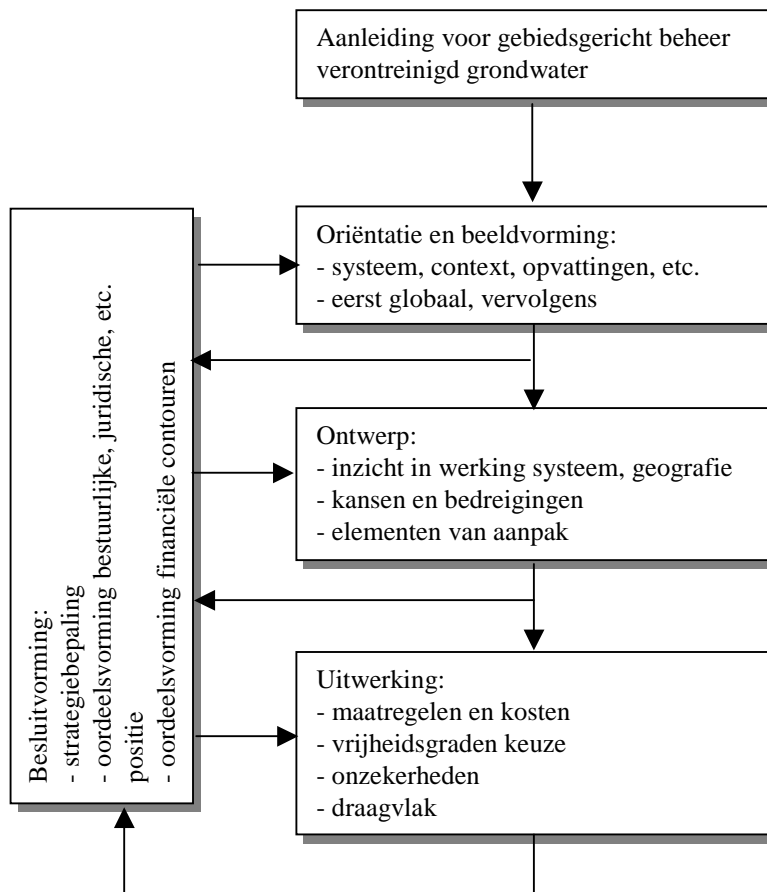 Aanleiding voor gebiedsgericht beheer
verontreinigd grondwater
Oriëntatie en beeldvorming:
- systeem, context, opvattingen, etc.
- eerst globaal, vervolgens
Ontwerp:
- inzicht in werking systeem, geografie
- kansen en bedreigingen
- elementen van aanpak
Uitwerking:
- maatregelen en kosten
- vrijheidsgraden keuze
- onzekerheden
- draagvlak
Besluitvorming:
- strategiebepaling
- oordeelsvorming bestuurlijke, juridische, etc.
positie
- oordeelsvorming financiële contouren